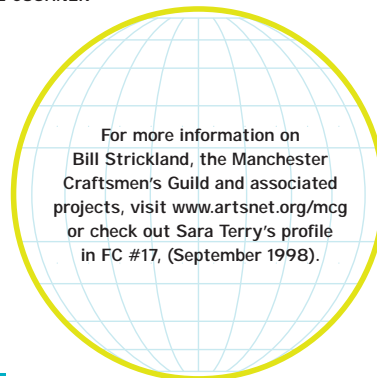 For more information on
Bill Strickland, the Manchester
Craftsmen's Guild and associated
projects, visit www.artsnet.org/mcg
or check out Sara Terry's profile
in FC #17, (September 1998).